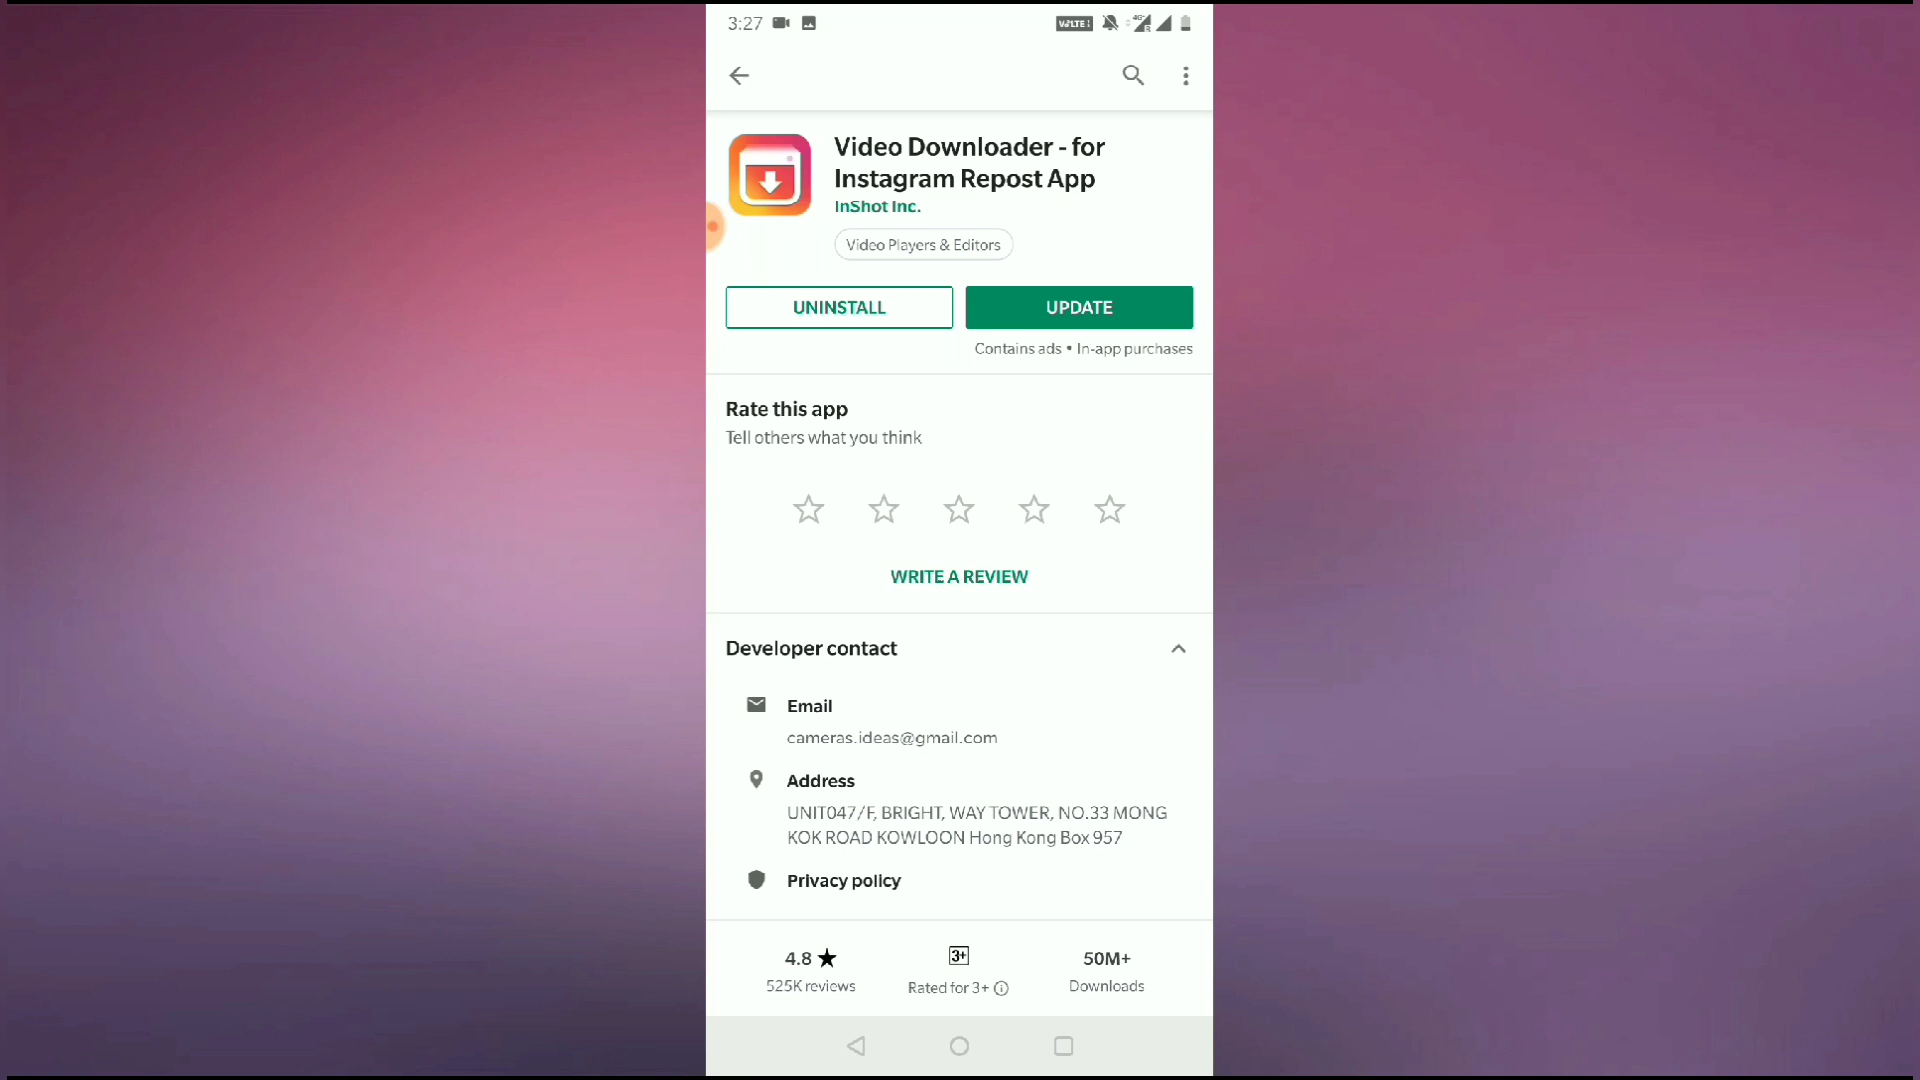 3:27
VoLTE 4G+ R
Video Downloader - for
Instagram Repost App
InShot Inc.
Video Players & Editors
UNINSTALL UPDATE
Contains ads • In-app purchases
Rate this app
Tell others what you think
WRITE A REVIEW
Developer contact
Email
cameras.ideas@gmail.com
Address
UNIT047/F, BRIGHT, WAY TOWER, NO.33 MONG
KOK ROAD KOWLOON Hong Kong Box 957
Privacy policy
4.8 ★ 3+ 50M+
525K reviews Rated for 3+ Downloads